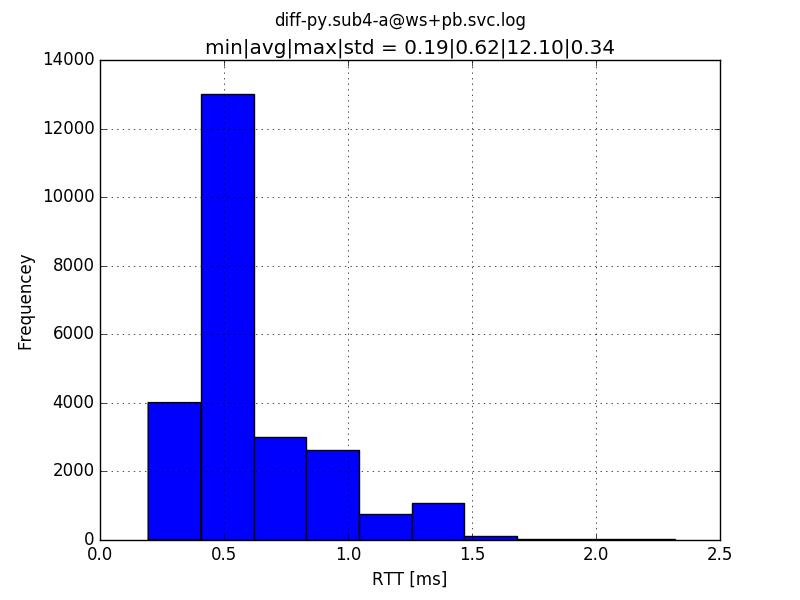 diff-py.sub4-a@ws+pb.svc.log
min|avg|max|std = 0.19|0.62|12.10|0.34
14000
12000
10000
8000
6000
4000
2000
0
Frequencey
0.0 0.5 1.0 1.5 2.0 2.5
RTT [ms]